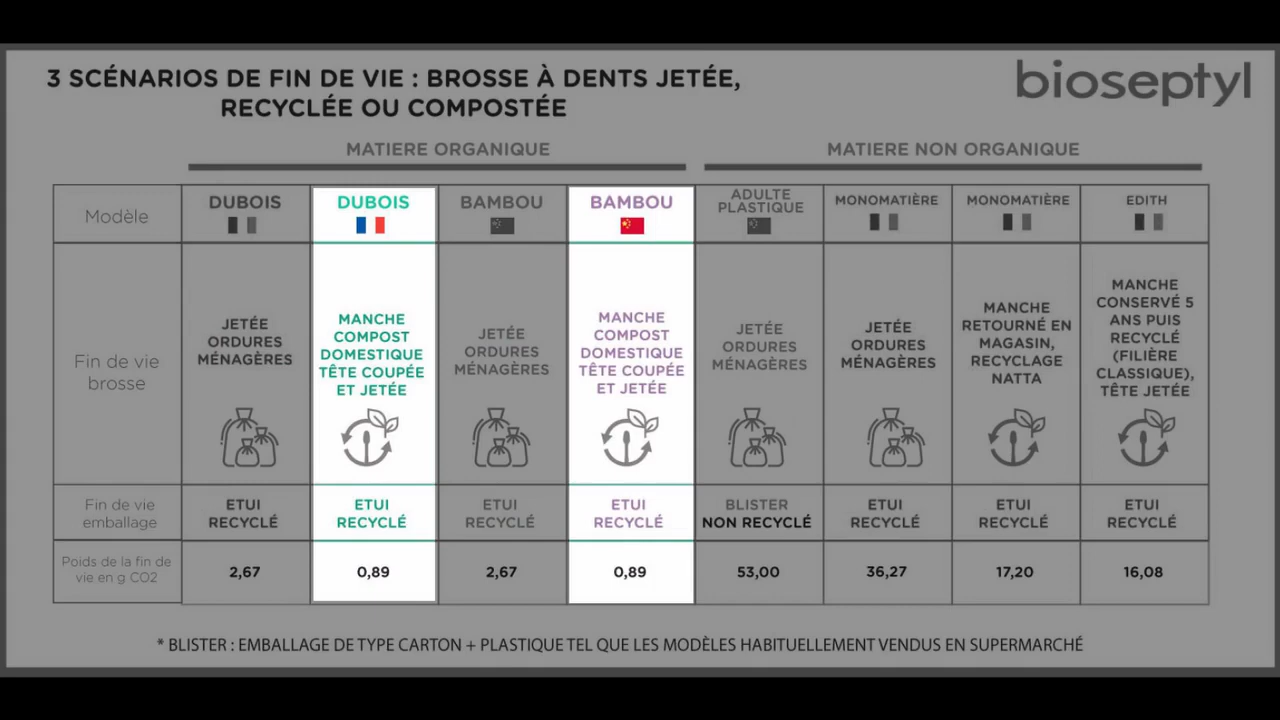 3 SCÉNARIOS DE FIN DE VIE : BROSSE À DENTS JETÉE,
RECYCLÉE OU COMPOSTÉE
bioseptyl
MATIERE ORGANIQUE
MATIERE NON ORGANIQUE
Modèle
DUBOIS
DUBOIS
BAMBOU
BAMBOU
ADULTE
PLASTIQUE
MONOMATIÈRE
MONOMATIÈRE
EDITH
Fin de vie
brosse
JETÉE
ORDURES
MÉNAGÈRES
MANCHE
COMPOST
DOMESTIQUE
TÊTE COUPÉE
ET JETÉE
JETÉE
ORDURES
MÉNAGÈRES
MANCHE
COMPOST
DOMESTIQUE
TÊTE COUPÉE
ET JETÉE
JETÉE
ORDURES
MÉNAGÈRES
JETÉE
ORDURES
MÉNAGÈRES
MANCHE
RETOURNÉ EN
MAGASIN,
RECYCLAGE
NATTA
MANCHE
CONSERVÉ 5
ANS PUIS
RECYCLÉ
(FILIÈRE
CLASSIQUE),
TÊTE JETÉE
Fin de vie
emballage
ETUI
RECYCLÉ
ETUI
RECYCLÉ
ETUI
RECYCLÉ
ETUI
RECYCLÉ
BLISTER
NON RECYCLÉ
ETUI
RECYCLÉ
ETUI
RECYCLÉ
ETUI
RECYCLÉ
Poids de la fin de
vie en g CO2
2,67
0,89
2,67
0,89
53,00
36,27
17,20
16,08
* BLISTER : EMBALLAGE DE TYPE CARTON + PLASTIQUE TEL QUE LES MODÈLES HABITUELLEMENT VENDUS EN SUPERMARCHÉ